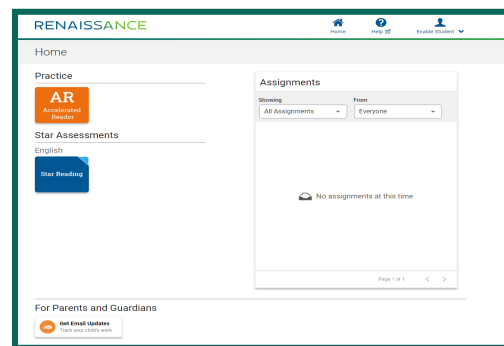 RENAISSANCE
Home
Help
Enable Student
Home
Practice
AR
Accelerated
Reader
Star Assessments
English
Star Reading
Assignments
Showing
From
All Assignments
Everyone
No assignments at this time
Page 1 of 1
For Parents and Guardians
Get Email Updates
Track your child's work